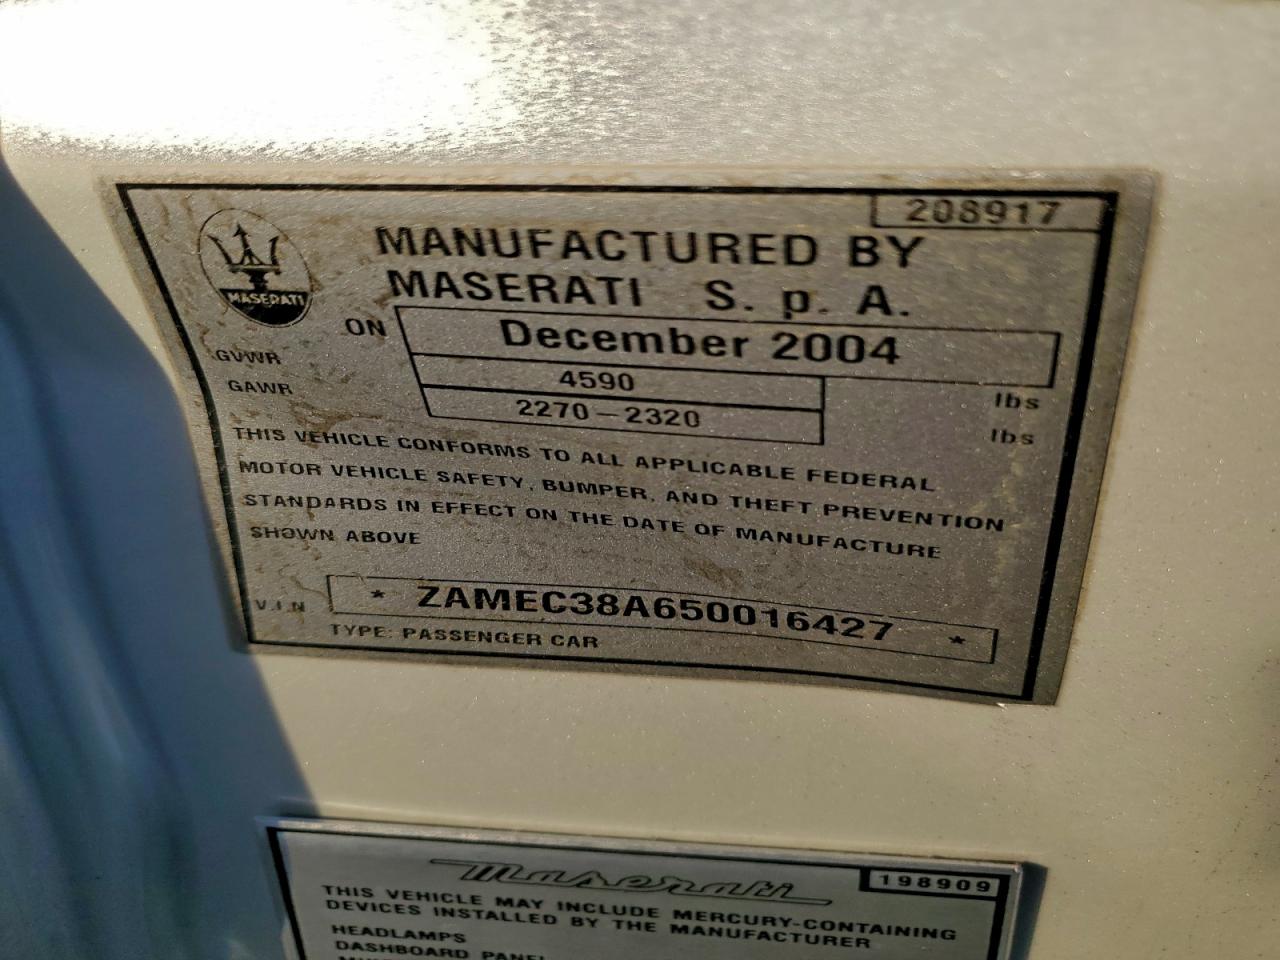 208917
MANUFACTURED BY
MASERATI S. p. A.
MASERATI
ON December 2004
GVWR 4590 lbs
GAWR 2270-2320 lbs
THIS VEHICLE CONFORMS TO ALL APPLICABLE FEDERAL
MOTOR VEHICLE SAFETY, BUMPER, AND THEFT PREVENTION
STANDARDS IN EFFECT ON THE DATE OF MANUFACTURE
SHOWN ABOVE
V.I.N * ZAMEC38A650016427 *
TYPE: PASSENGER CAR
Maserati 198909
THIS VEHICLE MAY INCLUDE MERCURY-CONTAINING
DEVICES INSTALLED BY THE MANUFACTURER
HEADLAMPS
DASHBOARD PANEL